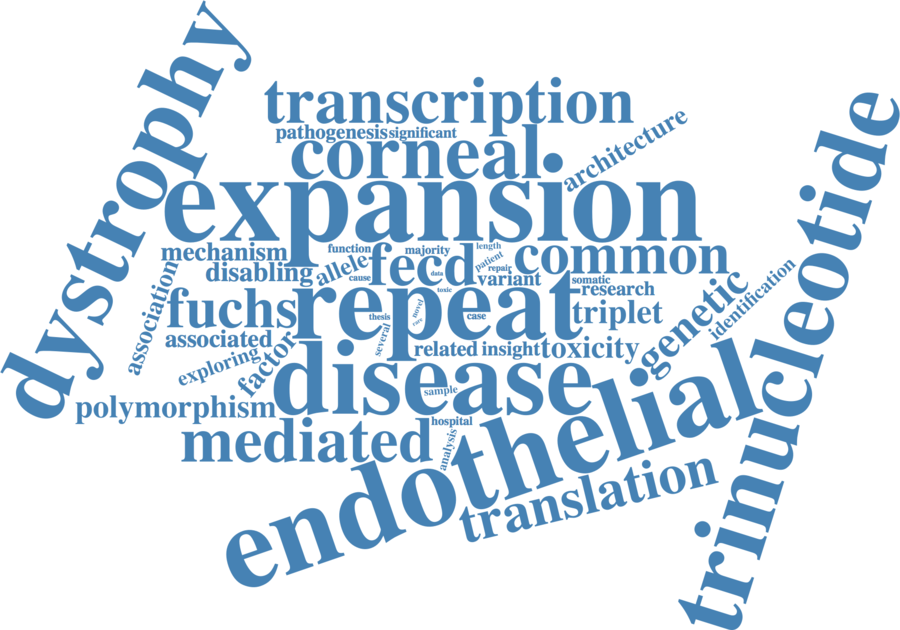 dystrophy
transcription
pathogenesis
significant
corneal
architecture
expansion
trinucleotide
mechanism
function
majority
length
common
disabling
allele
fecd
patient
cause
data
repair
variant
toxic
somatic
research
association
fuchs
repeat
novel
rare
thesis
case
triplet
genetic
identification
associated
several
related
insight
toxicity
exploring
factor
disease
sample
polymorphism
mediated
hospital
analysis
endothelial
translation